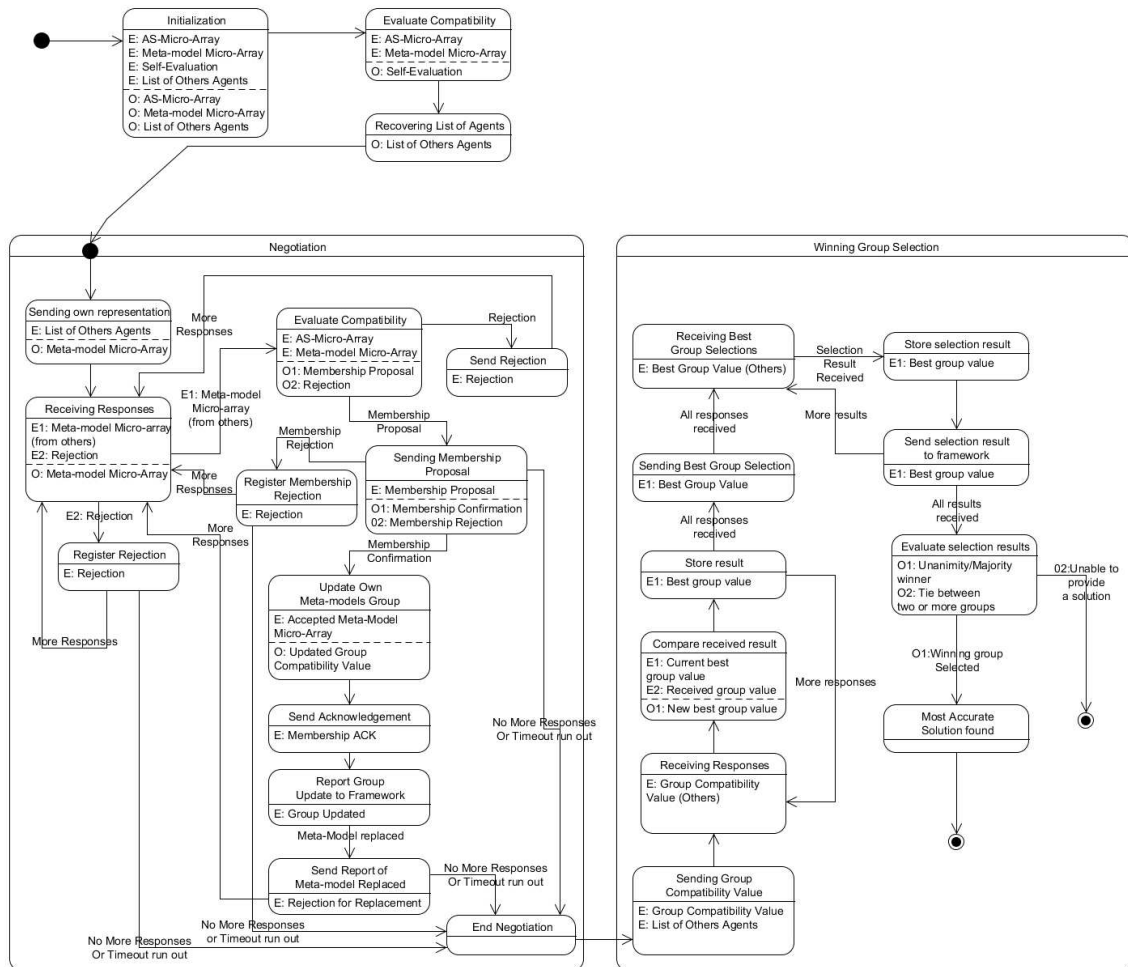 Initialization
E: AS-Micro-Array
E: Meta-model Micro-Array
E: Self-Evaluation
E: List of Others Agents
O: AS-Micro-Array
O: Meta-model Micro-Array
O: List of Others Agents
Evaluate Compatibility
E: AS-Micro-Array
E: Meta-model Micro-Array
O: Self-Evaluation
Recovering List of Agents
O: List of Others Agents
Negotiation
Sending own representation
E: List of Others Agents
O: Meta-model Micro-Array
More
Responses
Evaluate Compatibility
E: AS-Micro-Array
E: Meta-model Micro-Array
O1: Membership Proposal
O2: Rejection
Rejection
Send Rejection
E: Rejection
Receiving Responses
E1: Meta-model Micro-array
(from others)
E2: Rejection
O: Meta-model Micro-Array
E1: Meta-model
Micro-array
(from others)
Membership
Proposal
Membership
Rejection
Sending Membership
Proposal
E: Membership Proposal
O1: Membership Confirmation
02: Membership Rejection
More
Responses
Register Membership
Rejection
E: Rejection
E2: Rejection
More
Responses
Register Rejection
E: Rejection
More Responses
Membership
Confirmation
Update Own
Meta-models Group
E: Accepted Meta-Model
Micro-Array
O: Updated Group
Compatibility Value
Send Acknowledgement
E: Membership ACK
No More Responses
Or Timeout run out
Report Group
Update to Framework
E: Group Updated
Meta-Model replaced
Send Report of
Meta-model Replaced
E: Rejection for Replacement
No More Responses
Or Timeout run out
No More Responses
or Timeout run out
No More Responses
Or Timeout run out
End Negotiation
Winning Group Selection
Receiving Best
Group Selections
E: Best Group Value (Others)
Selection
Result
Received
Store selection result
E1: Best group value
More results
All responses
received
Send selection result
to framework
E1: Best group value
Sending Best Group Selection
E1: Best Group Value
All results
received
All responses
received
Evaluate selection results
O1: Unanimity/Majority
winner
O2: Tie between
two or more groups
02:Unable to
provide
a solution
Store result
E1: Best group value
Compare received result
E1: Current best
group value
E2: Received group value
O1: New best group value
More responses
O1:Winning group
Selected
Most Accurate
Solution found
Receiving Responses
E: Group Compatibility
Value (Others)
Sending Group
Compatibility Value
E: Group Compatibility Value
E: List of Others Agents